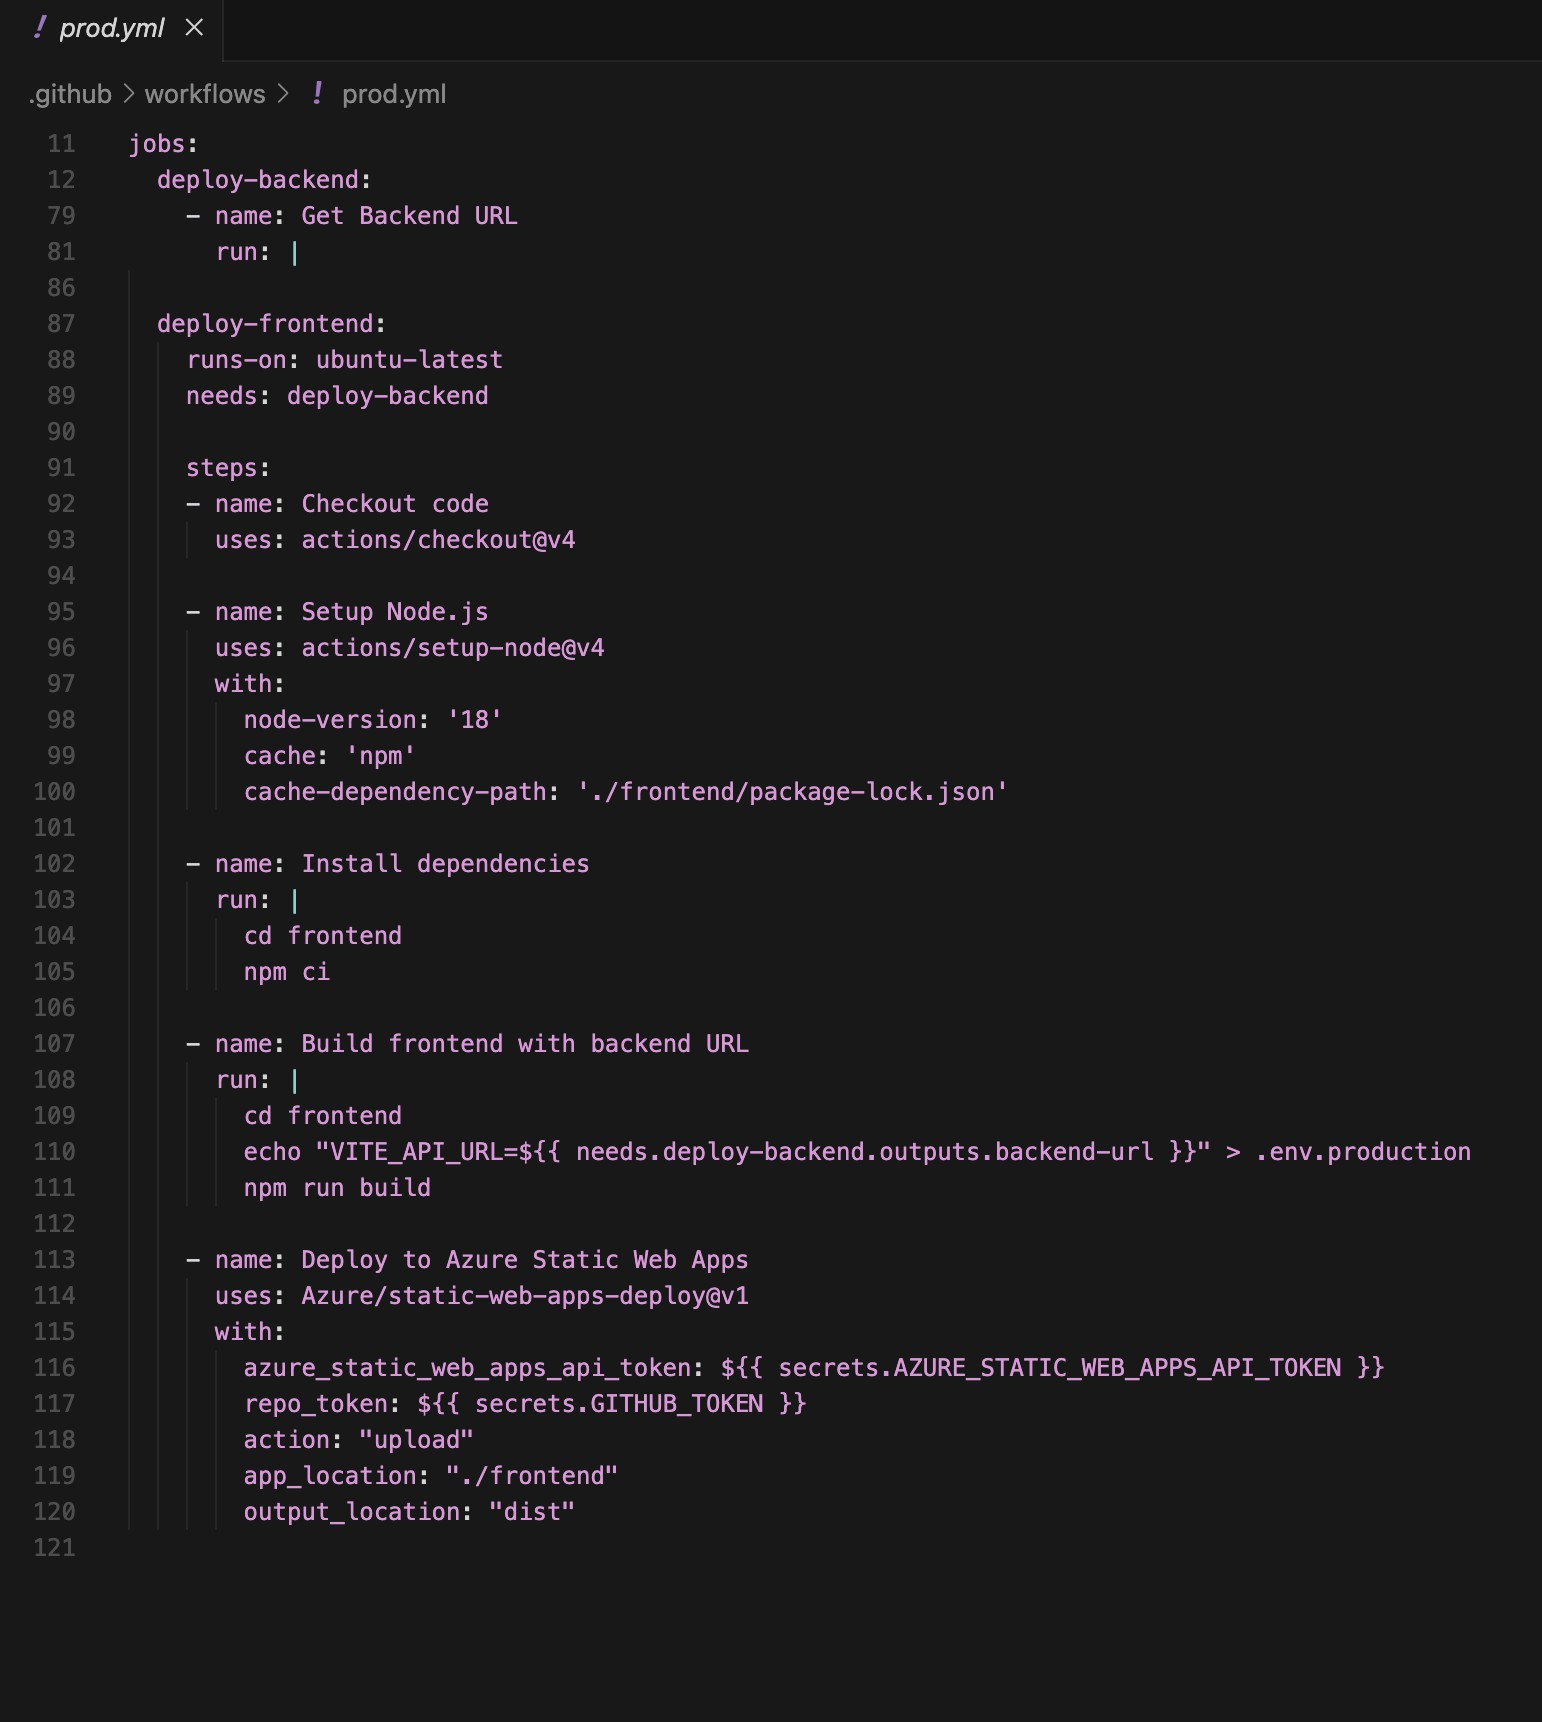 ! prod.yml ×
.github > workflows > ! prod.yml
11 jobs:
12   deploy-backend:
79     - name: Get Backend URL
81       run: |
86
87   deploy-frontend:
88     runs-on: ubuntu-latest
89     needs: deploy-backend
90
91     steps:
92     - name: Checkout code
93       uses: actions/checkout@v4
94
95     - name: Setup Node.js
96       uses: actions/setup-node@v4
97       with:
98         node-version: '18'
99         cache: 'npm'
100         cache-dependency-path: './frontend/package-lock.json'
101
102     - name: Install dependencies
103       run: |
104         cd frontend
105         npm ci
106
107     - name: Build frontend with backend URL
108       run: |
109         cd frontend
110         echo "VITE_API_URL=${{ needs.deploy-backend.outputs.backend-url }}" > .env.production
111         npm run build
112
113     - name: Deploy to Azure Static Web Apps
114       uses: Azure/static-web-apps-deploy@v1
115       with:
116         azure_static_web_apps_api_token: ${{ secrets.AZURE_STATIC_WEB_APPS_API_TOKEN }}
117         repo_token: ${{ secrets.GITHUB_TOKEN }}
118         action: "upload"
119         app_location: "./frontend"
120         output_location: "dist"
121